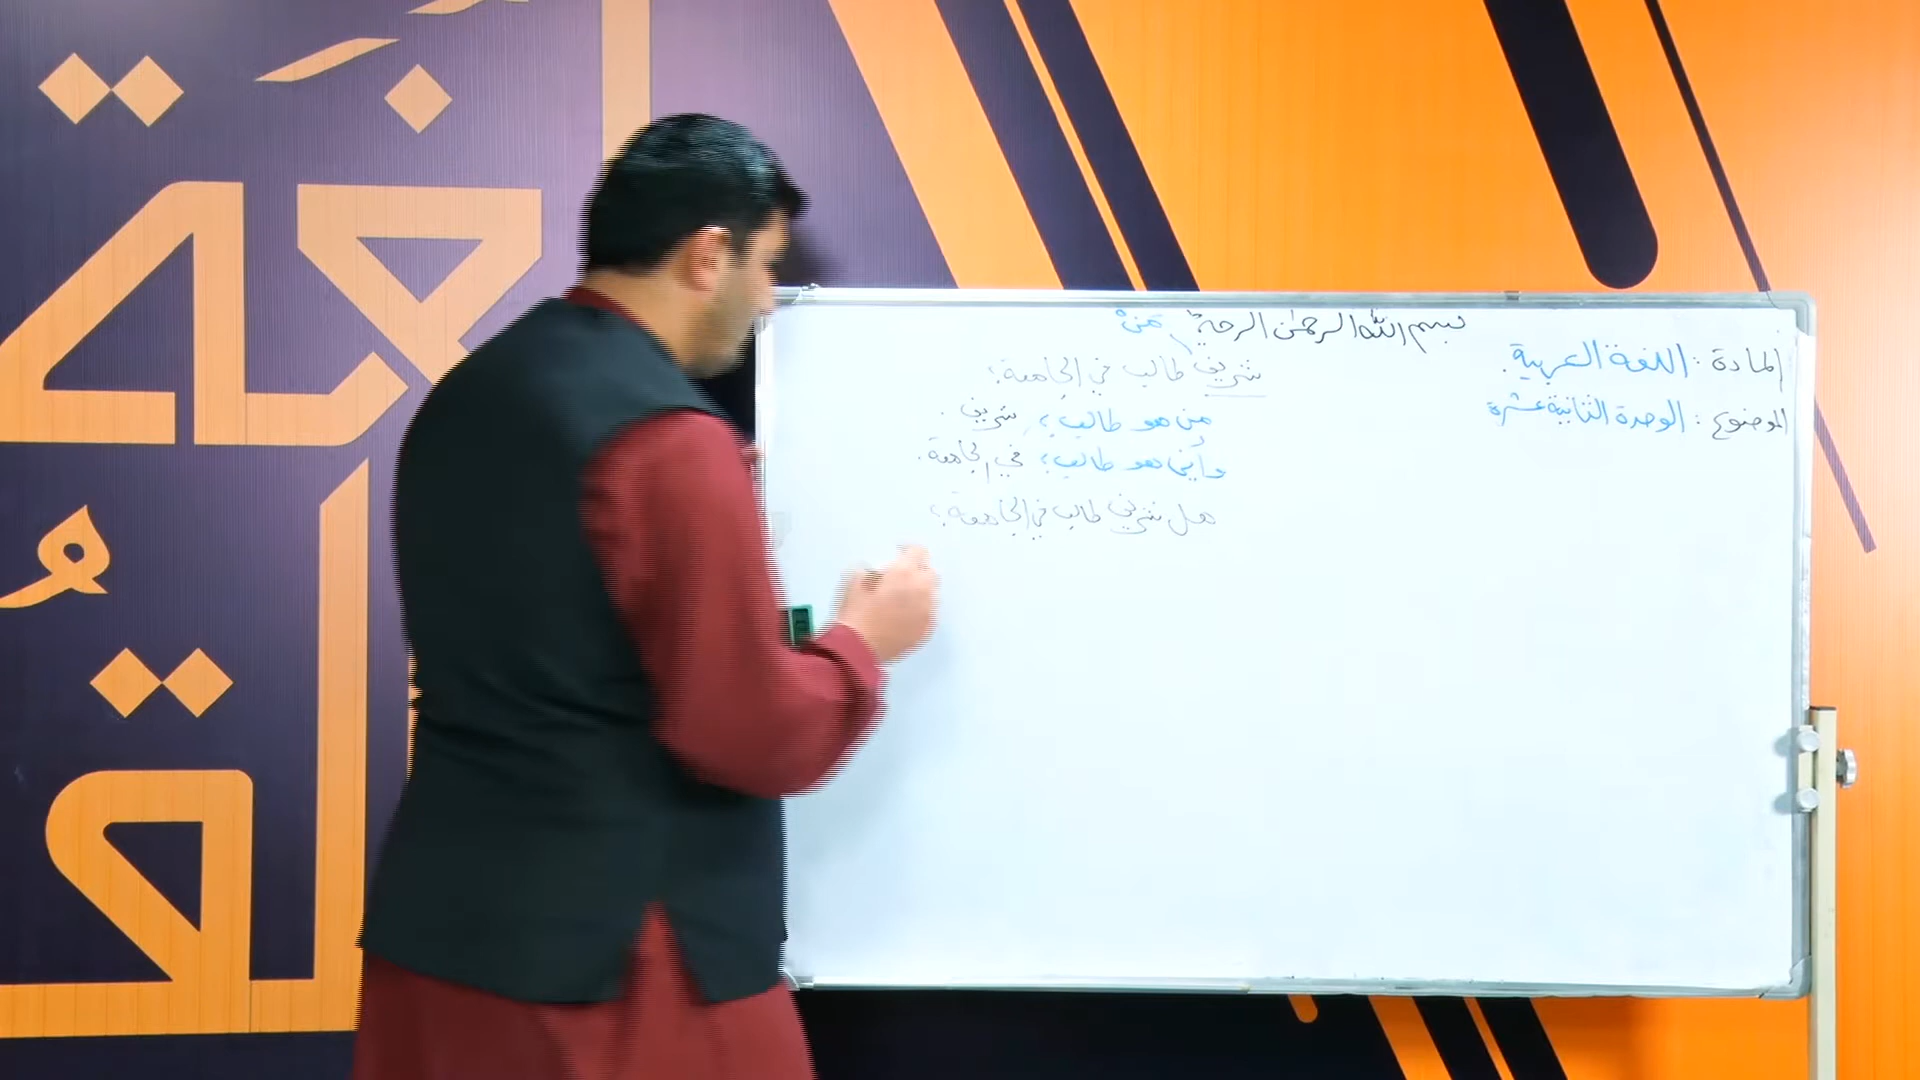 بسم الله الرحمن الرحيم
مَنْ
المادة : اللغة العربية.
الموضوع : الوحدة الثانية عشرة
شريف طالب في الجامعة؛
من هو طالب؟ شريف.
وأين هو طالب؟ في الجامعة.
هل شريف طالب في الجامعة؟